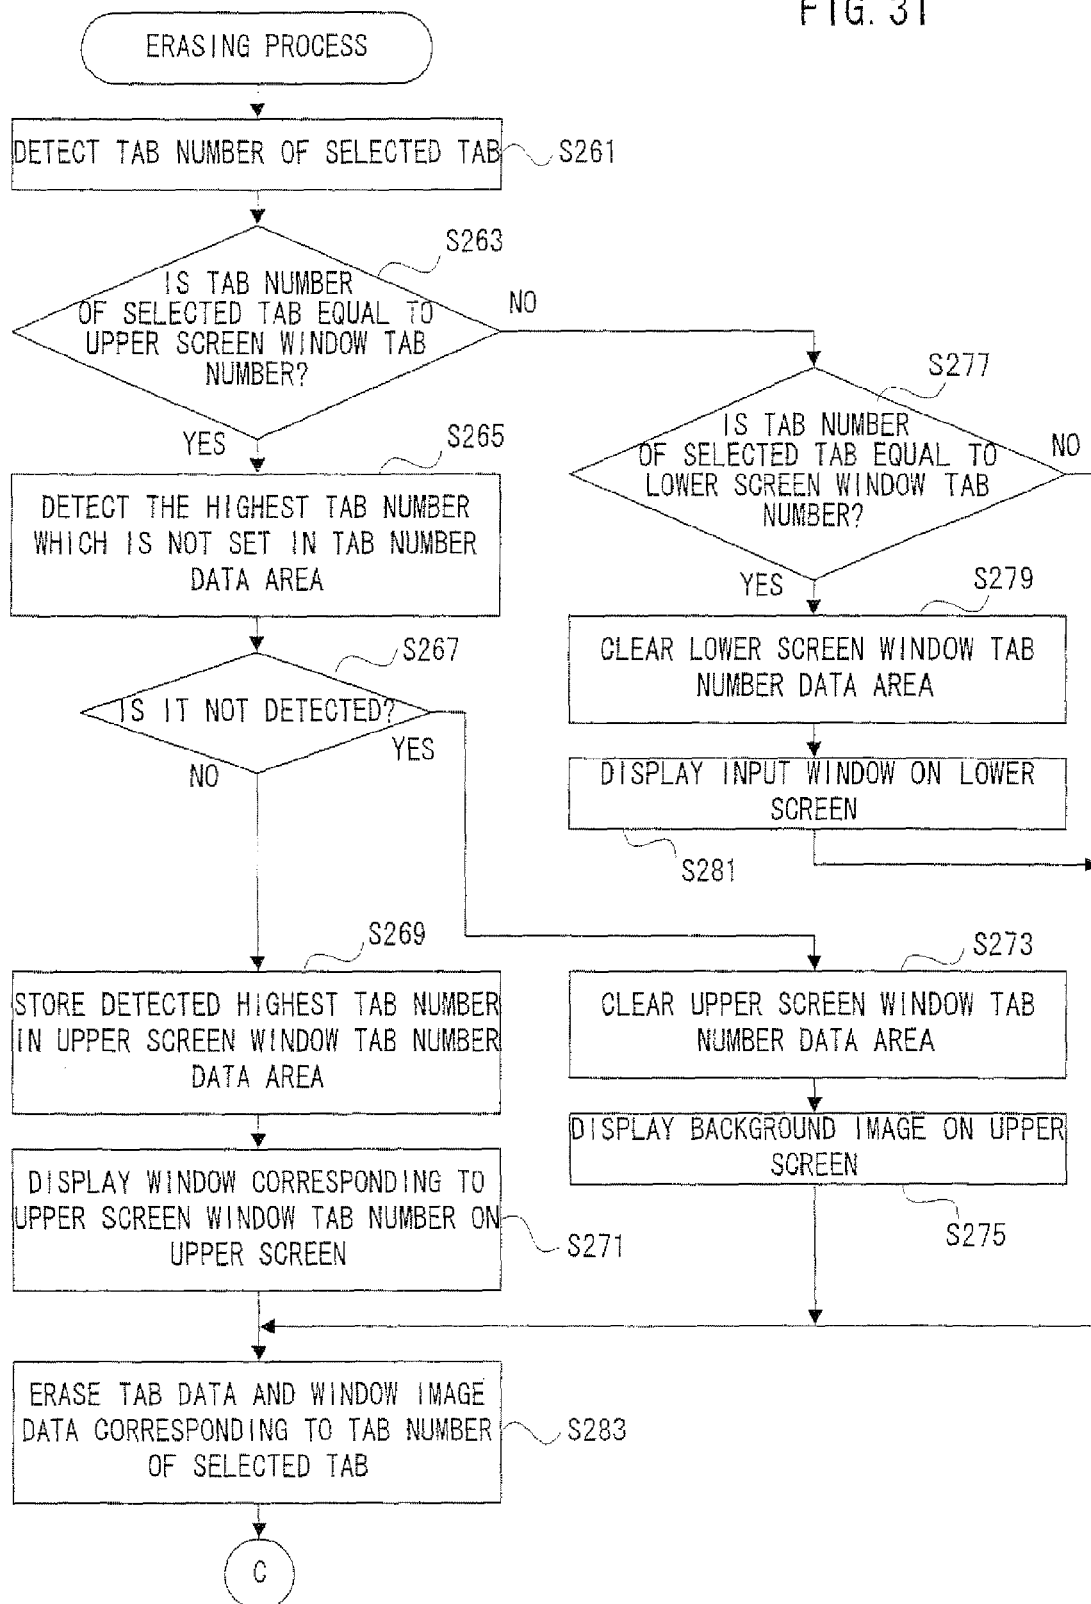 FIG. 31
ERASING PROCESS
DETECT TAB NUMBER OF SELECTED TAB
S261
S263
IS TAB NUMBER
OF SELECTED TAB EQUAL TO
UPPER SCREEN WINDOW TAB
NUMBER?
NO
YES
S277
IS TAB NUMBER
OF SELECTED TAB EQUAL TO
LOWER SCREEN WINDOW TAB
NUMBER?
NO
YES
S265
DETECT THE HIGHEST TAB NUMBER
WHICH IS NOT SET IN TAB NUMBER
DATA AREA
S279
CLEAR LOWER SCREEN WINDOW TAB
NUMBER DATA AREA
S267
IS IT NOT DETECTED?
YES
NO
DISPLAY INPUT WINDOW ON LOWER
SCREEN
S281
S269
STORE DETECTED HIGHEST TAB NUMBER
IN UPPER SCREEN WINDOW TAB NUMBER
DATA AREA
S273
CLEAR UPPER SCREEN WINDOW TAB
NUMBER DATA AREA
DISPLAY WINDOW CORRESPONDING TO
UPPER SCREEN WINDOW TAB NUMBER ON
UPPER SCREEN
S271
DISPLAY BACKGROUND IMAGE ON UPPER
SCREEN
S275
ERASE TAB DATA AND WINDOW IMAGE
DATA CORRESPONDING TO TAB NUMBER
OF SELECTED TAB
S283
C